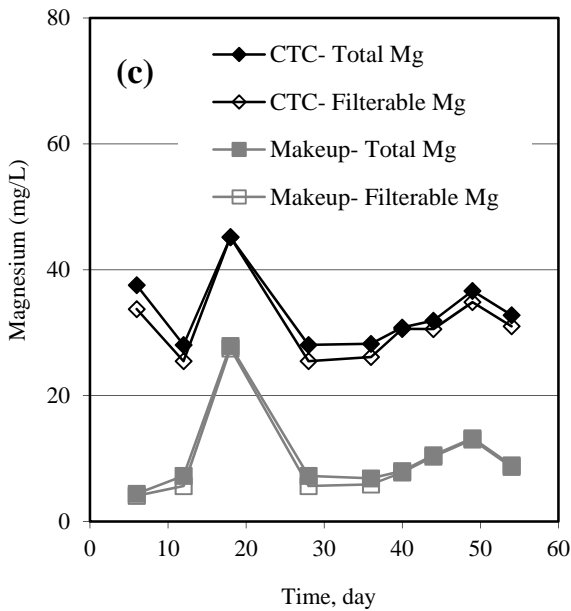 80
60
40
20
0
Magnesium (mg/L)
(c)
CTC- Total Mg
CTC- Filterable Mg
Makeup- Total Mg
Makeup- Filterable Mg
0 10 20 30 40 50 60
Time, day